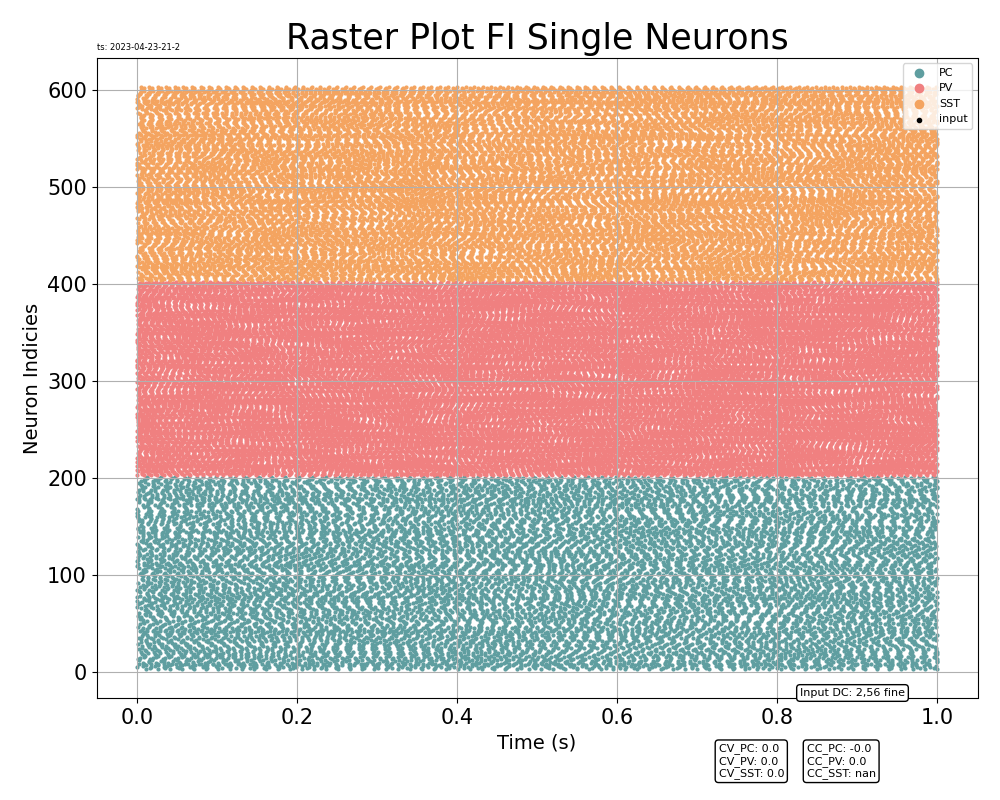 Raster Plot FI Single Neurons
ts: 2023-04-23-21-2
PC
PV
SST
input
600
500
400
300
200
100
0
Neuron Indicies
Input DC: 2,56 fine
0.0 0.2 0.4 0.6 0.8 1.0
Time (s)
CV_PC: 0.0
CV_PV: 0.0
CV_SST: 0.0
CC_PC: -0.0
CC_PV: 0.0
CC_SST: nan